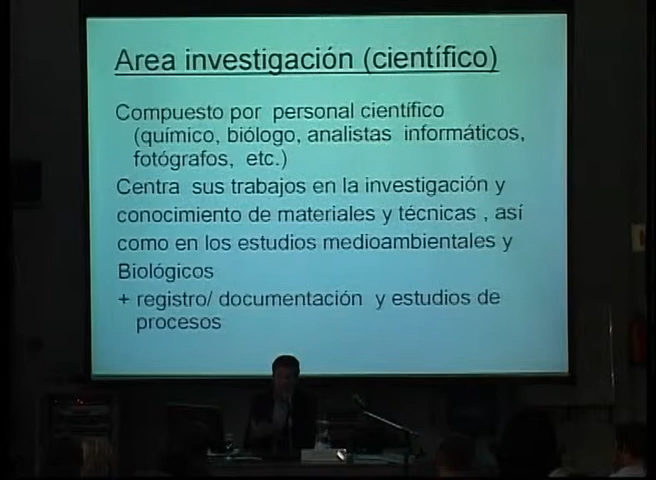 Area investigación (científico)
Compuesto por personal científico
(químico, biólogo, analistas informáticos,
fotógrafos, etc.)
Centra sus trabajos en la investigación y
conocimiento de materiales y técnicas , así
como en los estudios medioambientales y
Biológicos
+ registro/ documentación y estudios de
procesos